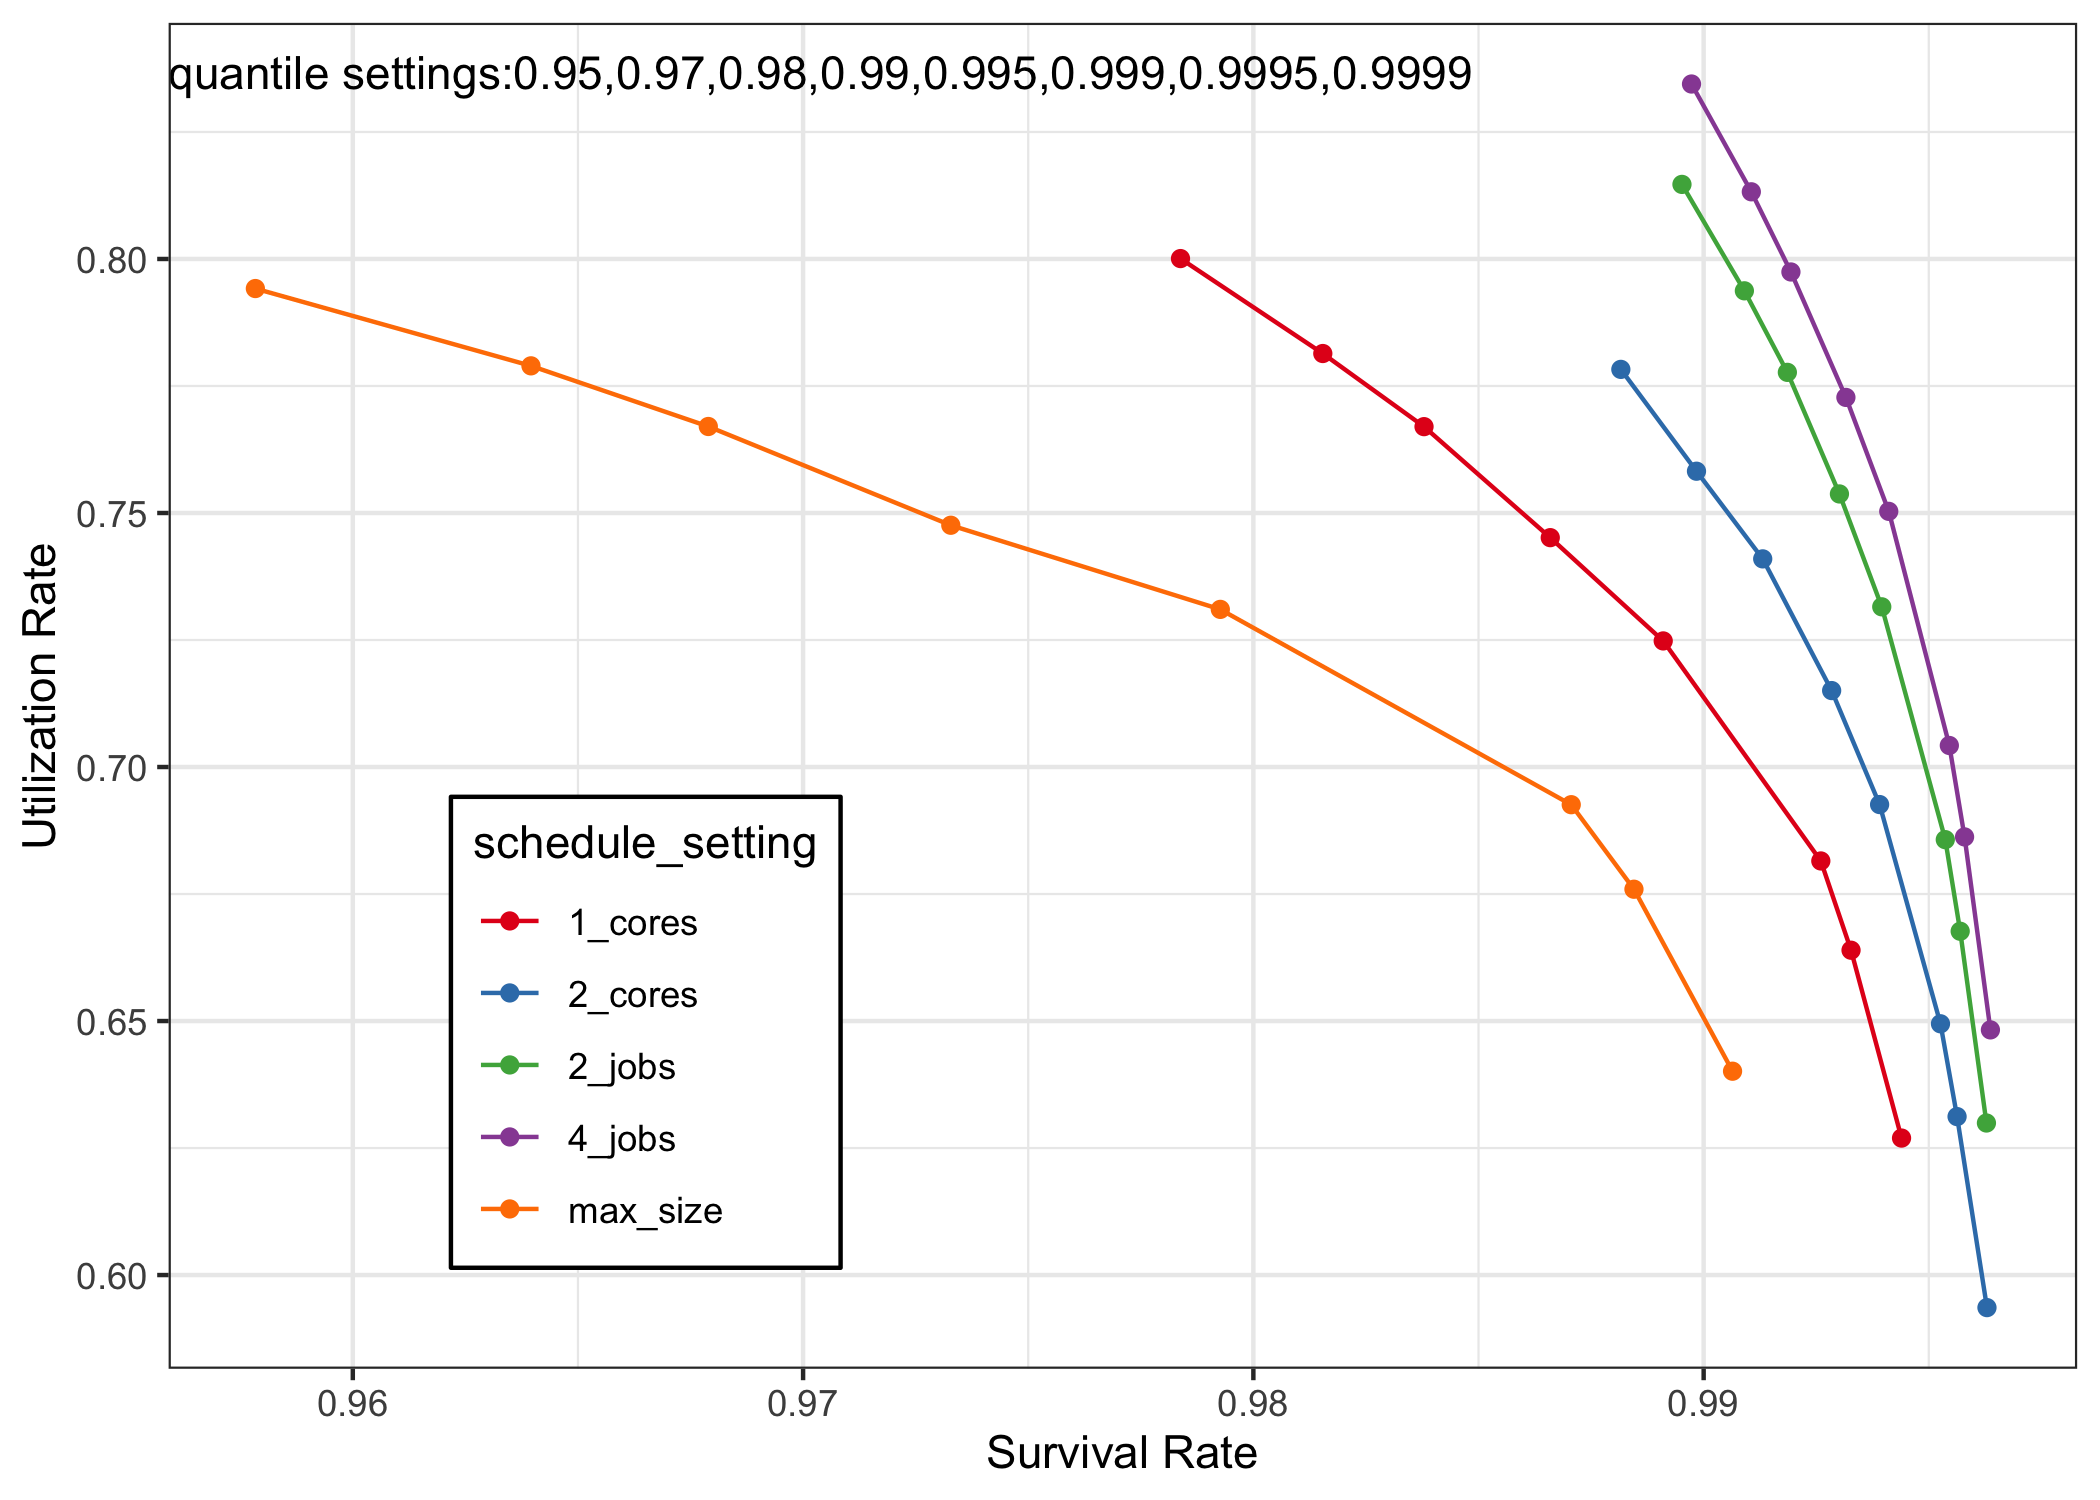 quantile settings:0.95,0.97,0.98,0.99,0.995,0.999,0.9995,0.9999
0.80
0.75
0.70
0.65
0.60
Utilization Rate
schedule_setting
1_cores
2_cores
2_jobs
4_jobs
max_size
0.96 0.97 0.98 0.99
Survival Rate